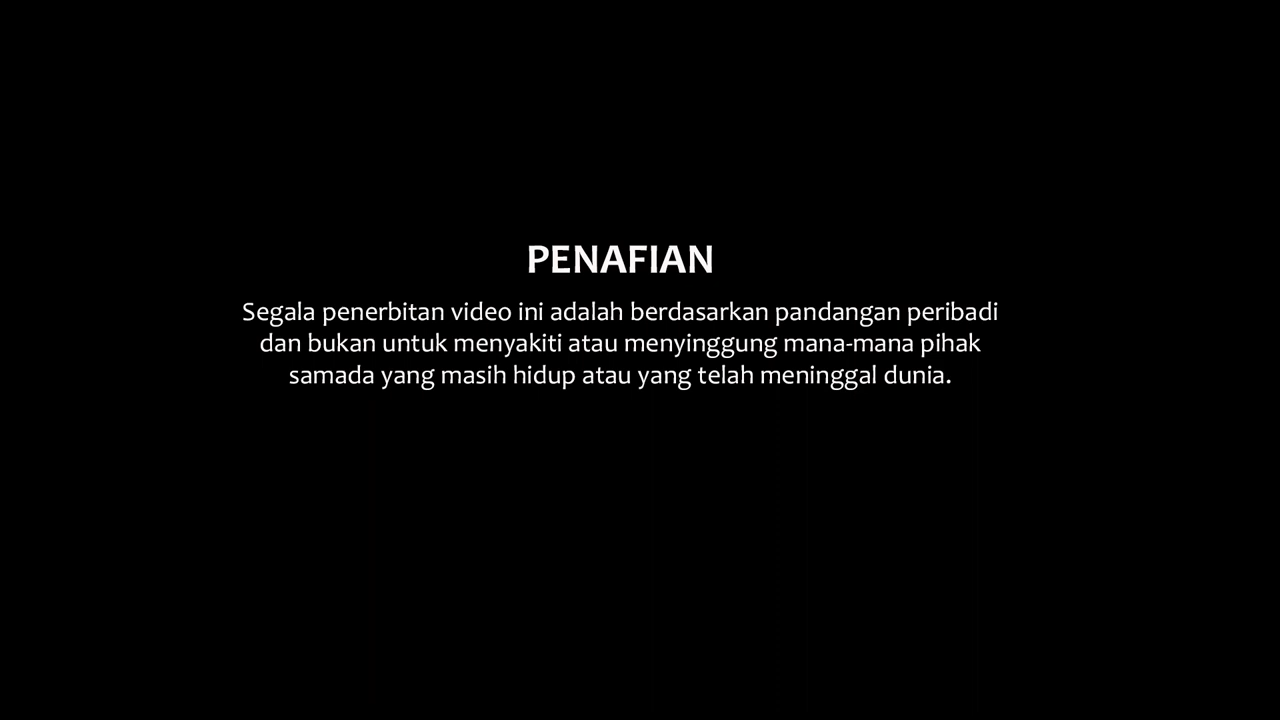 PENAFIAN
Segala penerbitan video ini adalah berdasarkan pandangan peribadi
dan bukan untuk menyakiti atau menyinggung mana-mana pihak
samada yang masih hidup atau yang telah meninggal dunia.